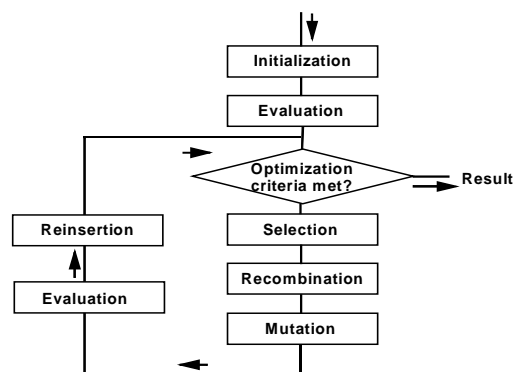 Initialization
Evaluation
Optimization
criteria met?
Result
Selection
Recombination
Mutation
Evaluation
Reinsertion